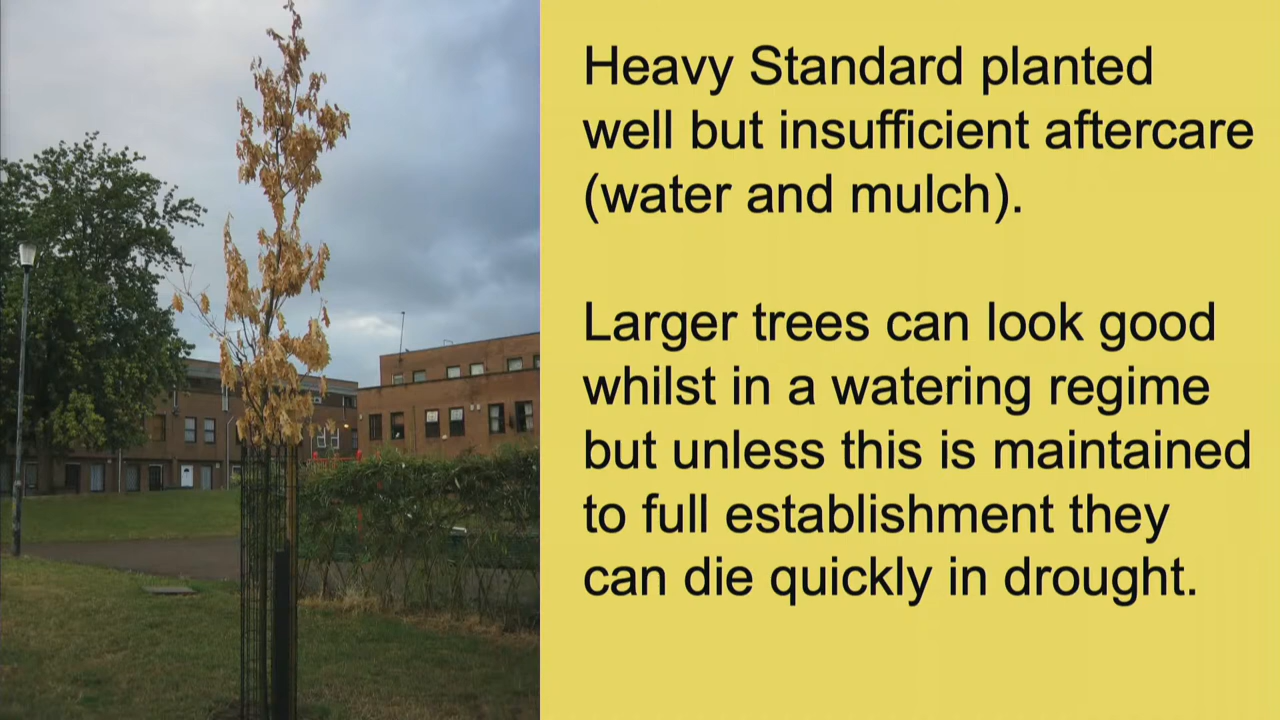 Heavy Standard planted
well but insufficient aftercare
(water and mulch).
Larger trees can look good
whilst in a watering regime
but unless this is maintained
to full establishment they
can die quickly in drought.